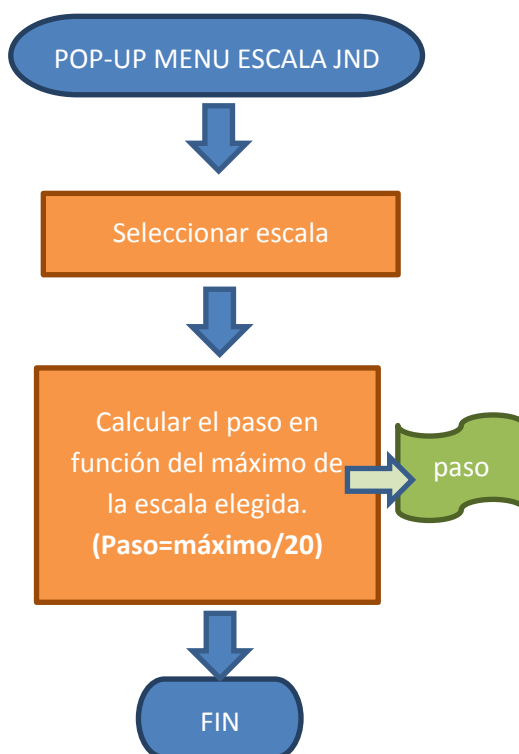 POP-UP MENU ESCALA JND
Seleccionar escala
Calcular el paso en
función del máximo de
la escala elegida.
(Paso=máximo/20)
paso
FIN